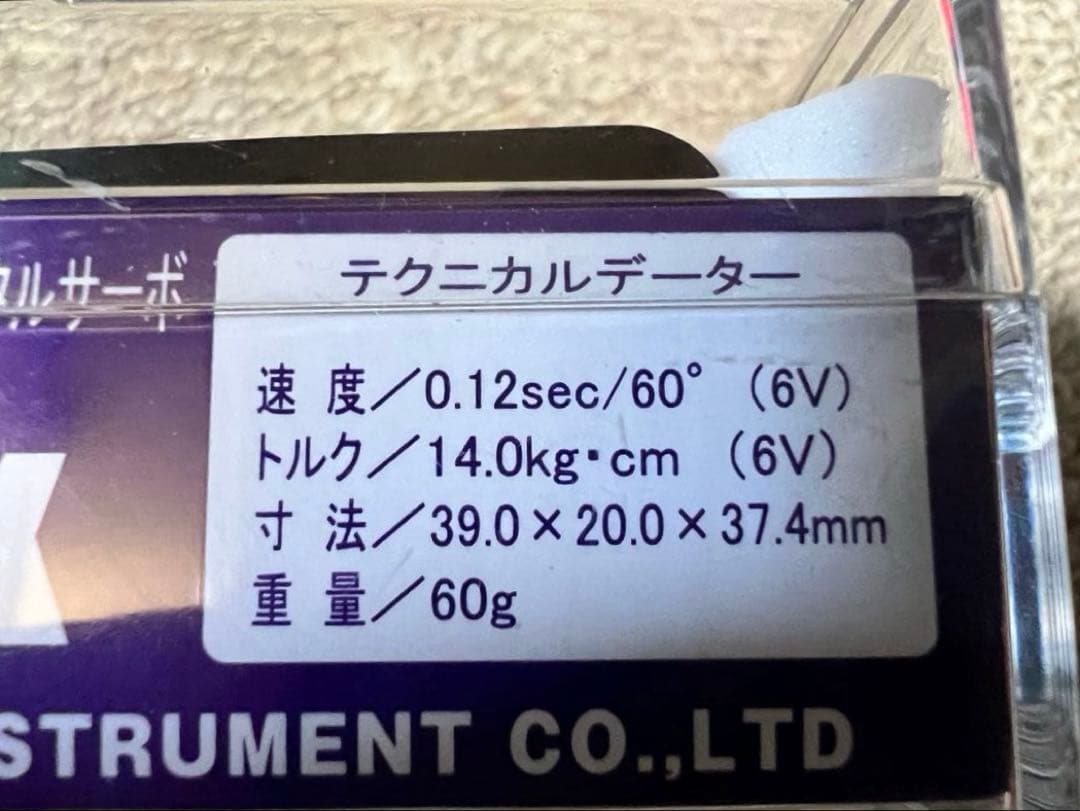 タルサーボ
テクニカルデーター
速 度／0.12sec/60°（6V）
トルク／14.0kg・cm （6V）
寸 法／39.0×20.0×37.4mm
重 量／60g
STRUMENT CO.,LTD